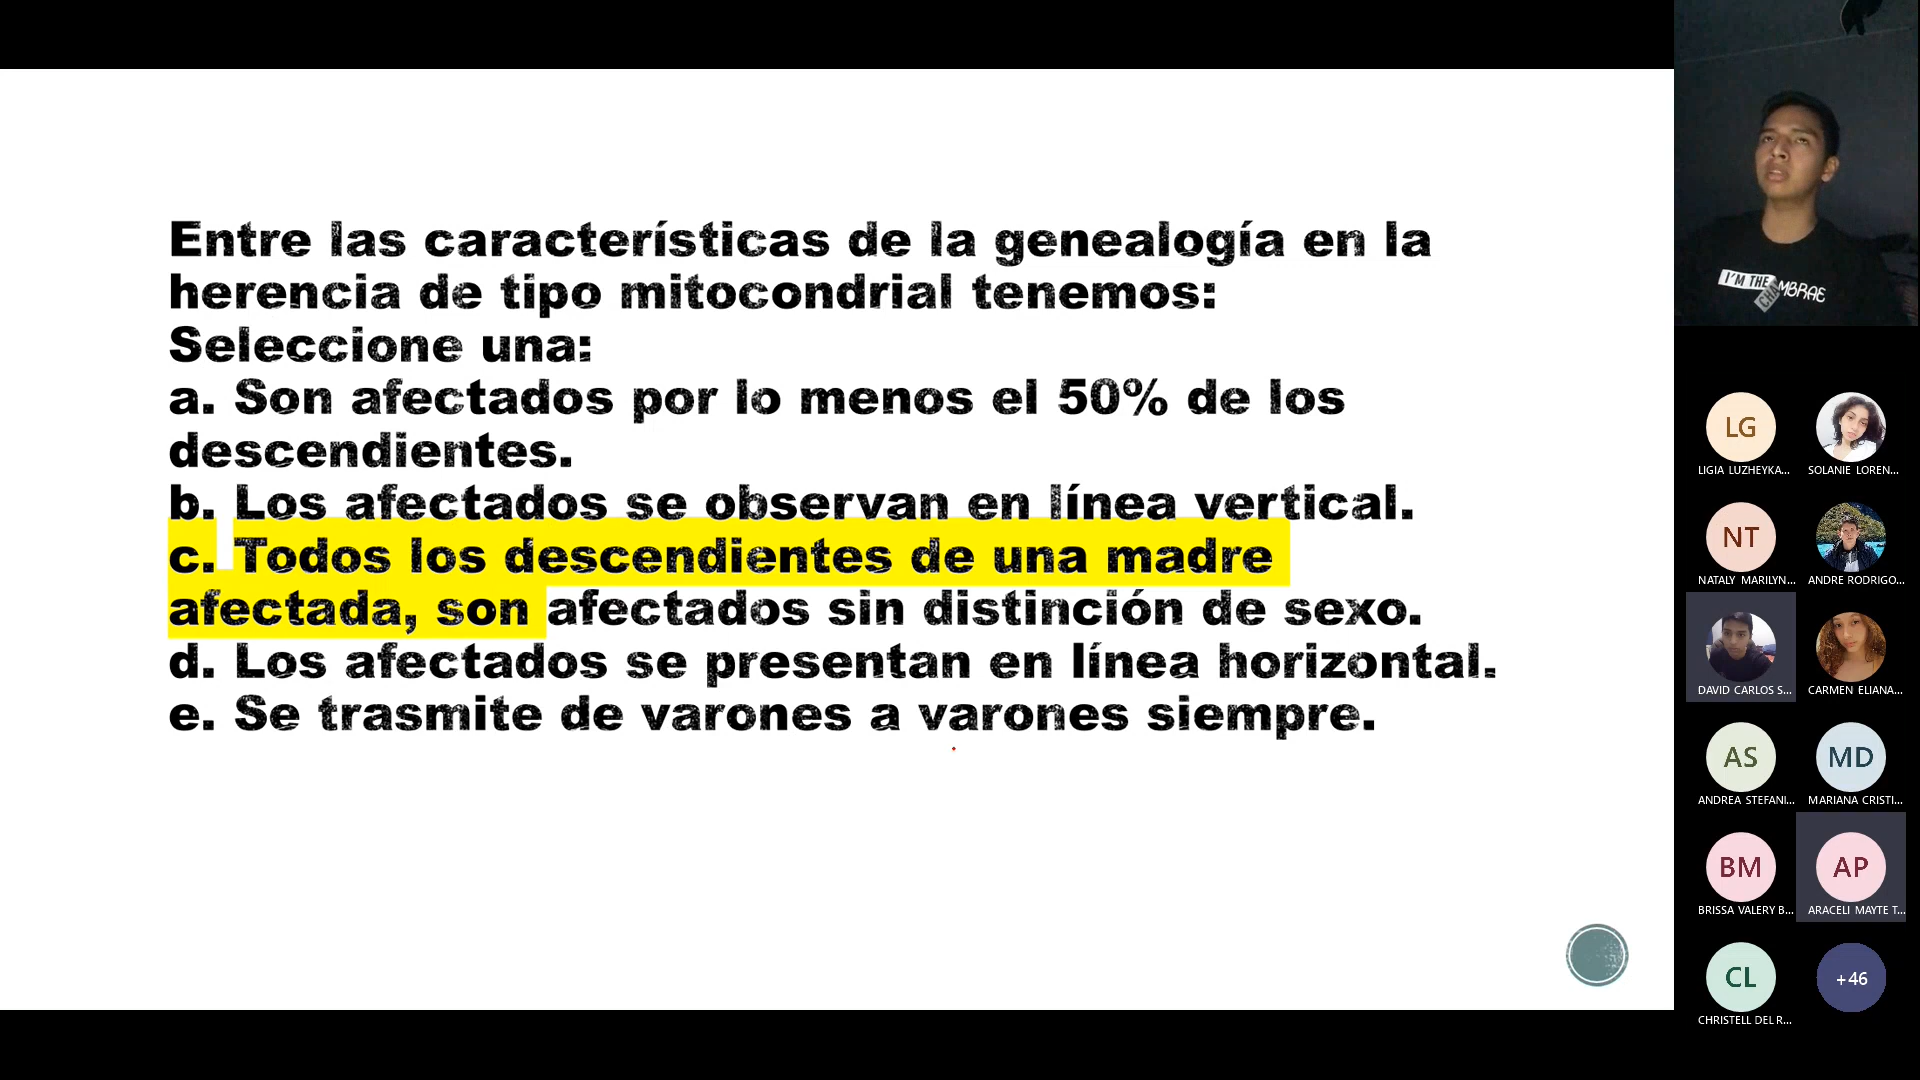 Entre las características de la genealogía en la
herencia de tipo mitocondrial tenemos:
Seleccione una:
a. Son afectados por lo menos el 50% de los
descendientes.
b. Los afectados se observan en línea vertical.
c. Todos los descendientes de una madre
afectada, son afectados sin distinción de sexo.
d. Los afectados se presentan en línea horizontal.
e. Se trasmite de varones a varones siempre.
I'M THE
CHAMBRAE
LG
LIGIA LUZHEYKA...
SOLANIE LOREN...
NT
NATALY MARILYN...
ANDRE RODRIGO...
DAVID CARLOS S...
CARMEN ELIANA...
AS
ANDREA STEFANI...
MD
MARIANA CRISTI...
BM
BRISSA VALERY B...
AP
ARACELI MAYTE T...
CL
CHRISTELL DEL R...
+46